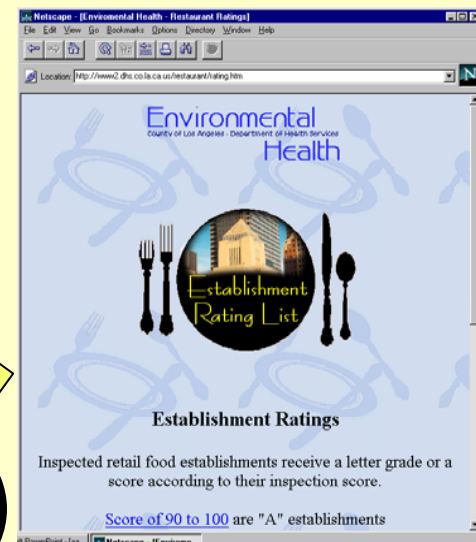 Netscape - [Enviromental Health - Restaurant Ratings]
File Edit View Go Bookmarks Options Directory Window Help
Location: http://www2.dhs.co.la.ca.us/restaurant/rating.htm
N
Environmental
County of Los Angeles - Department of Health Services
Health
Establishment
Rating List
Establishment Ratings
Inspected retail food establishments receive a letter grade or a
score according to their inspection score.
Score of 90 to 100 are "A" establishments
Netscape - [Envirome...